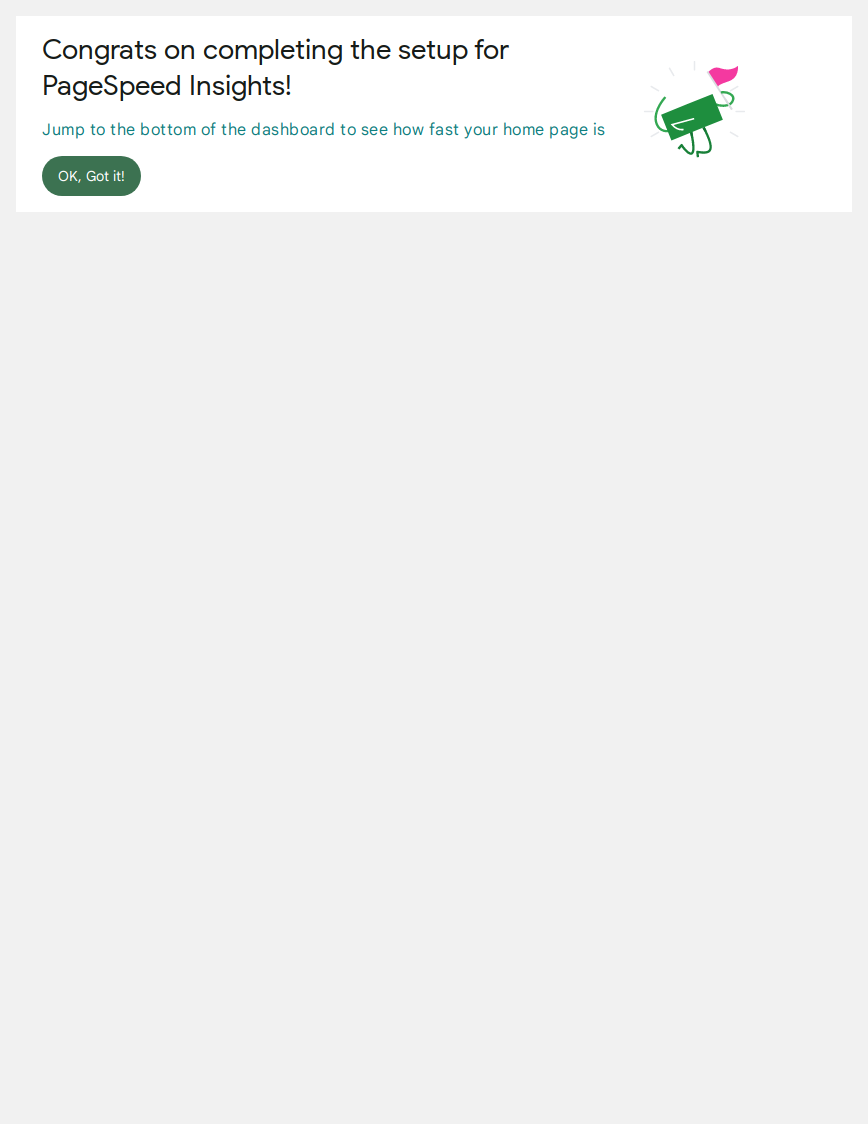 Congrats on completing the setup for
PageSpeed Insights!
Jump to the bottom of the dashboard to see how fast your home page is
OK, Got it!